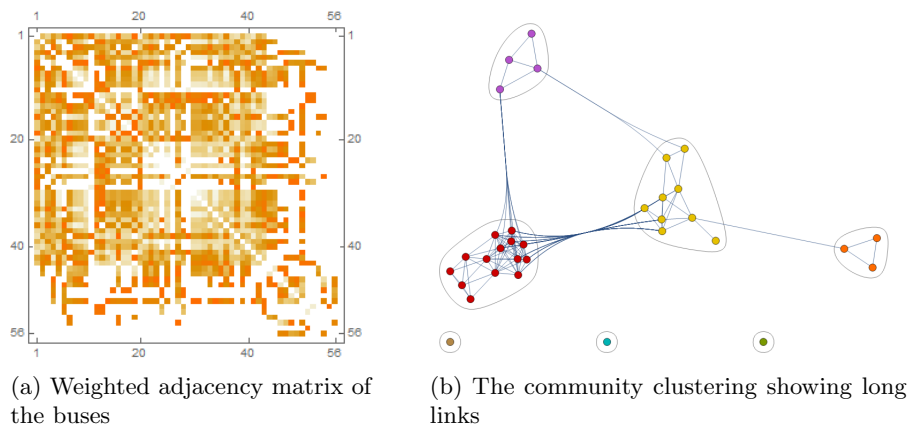 1 20 40 56
1 1
20 20
40 40
56 56
1 20 40 56
(a) Weighted adjacency matrix of
the buses
(b) The community clustering showing long
links